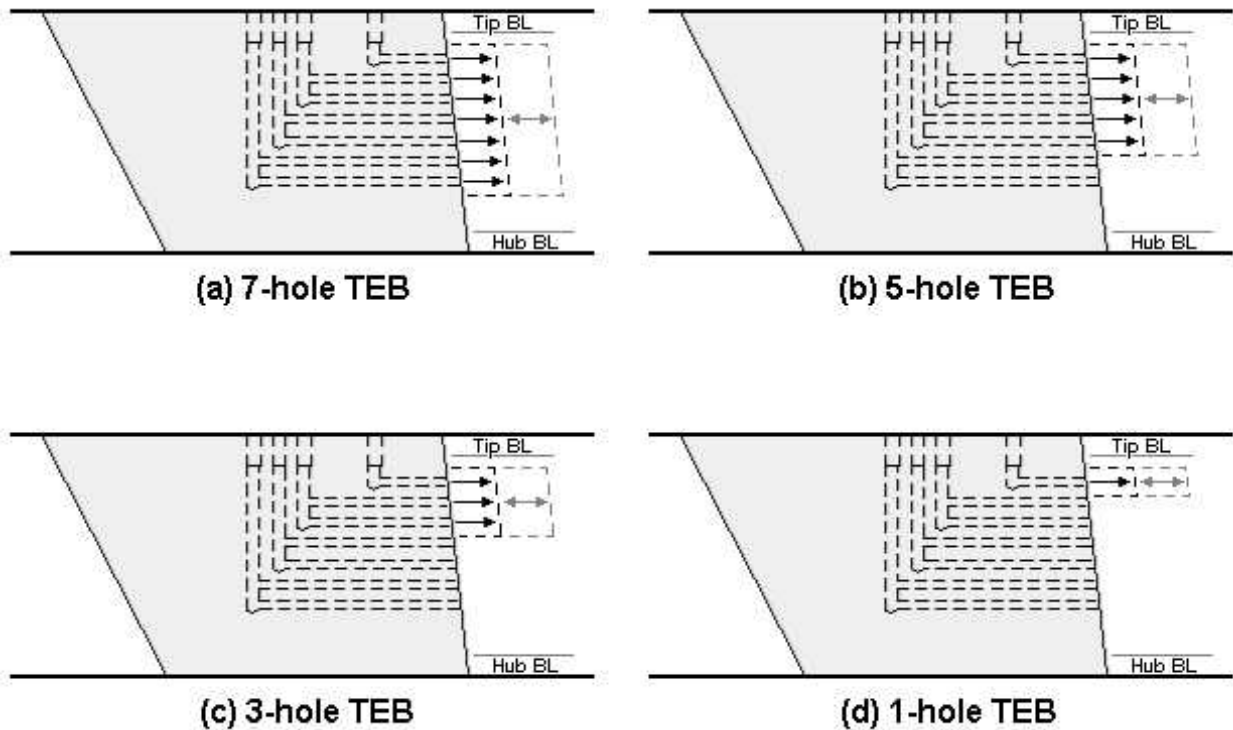 Tip BL
Tip BL
Hub BL
Hub BL
(a) 7-hole TEB
(b) 5-hole TEB
Tip BL
Tip BL
Hub BL
Hub BL
(c) 3-hole TEB
(d) 1-hole TEB